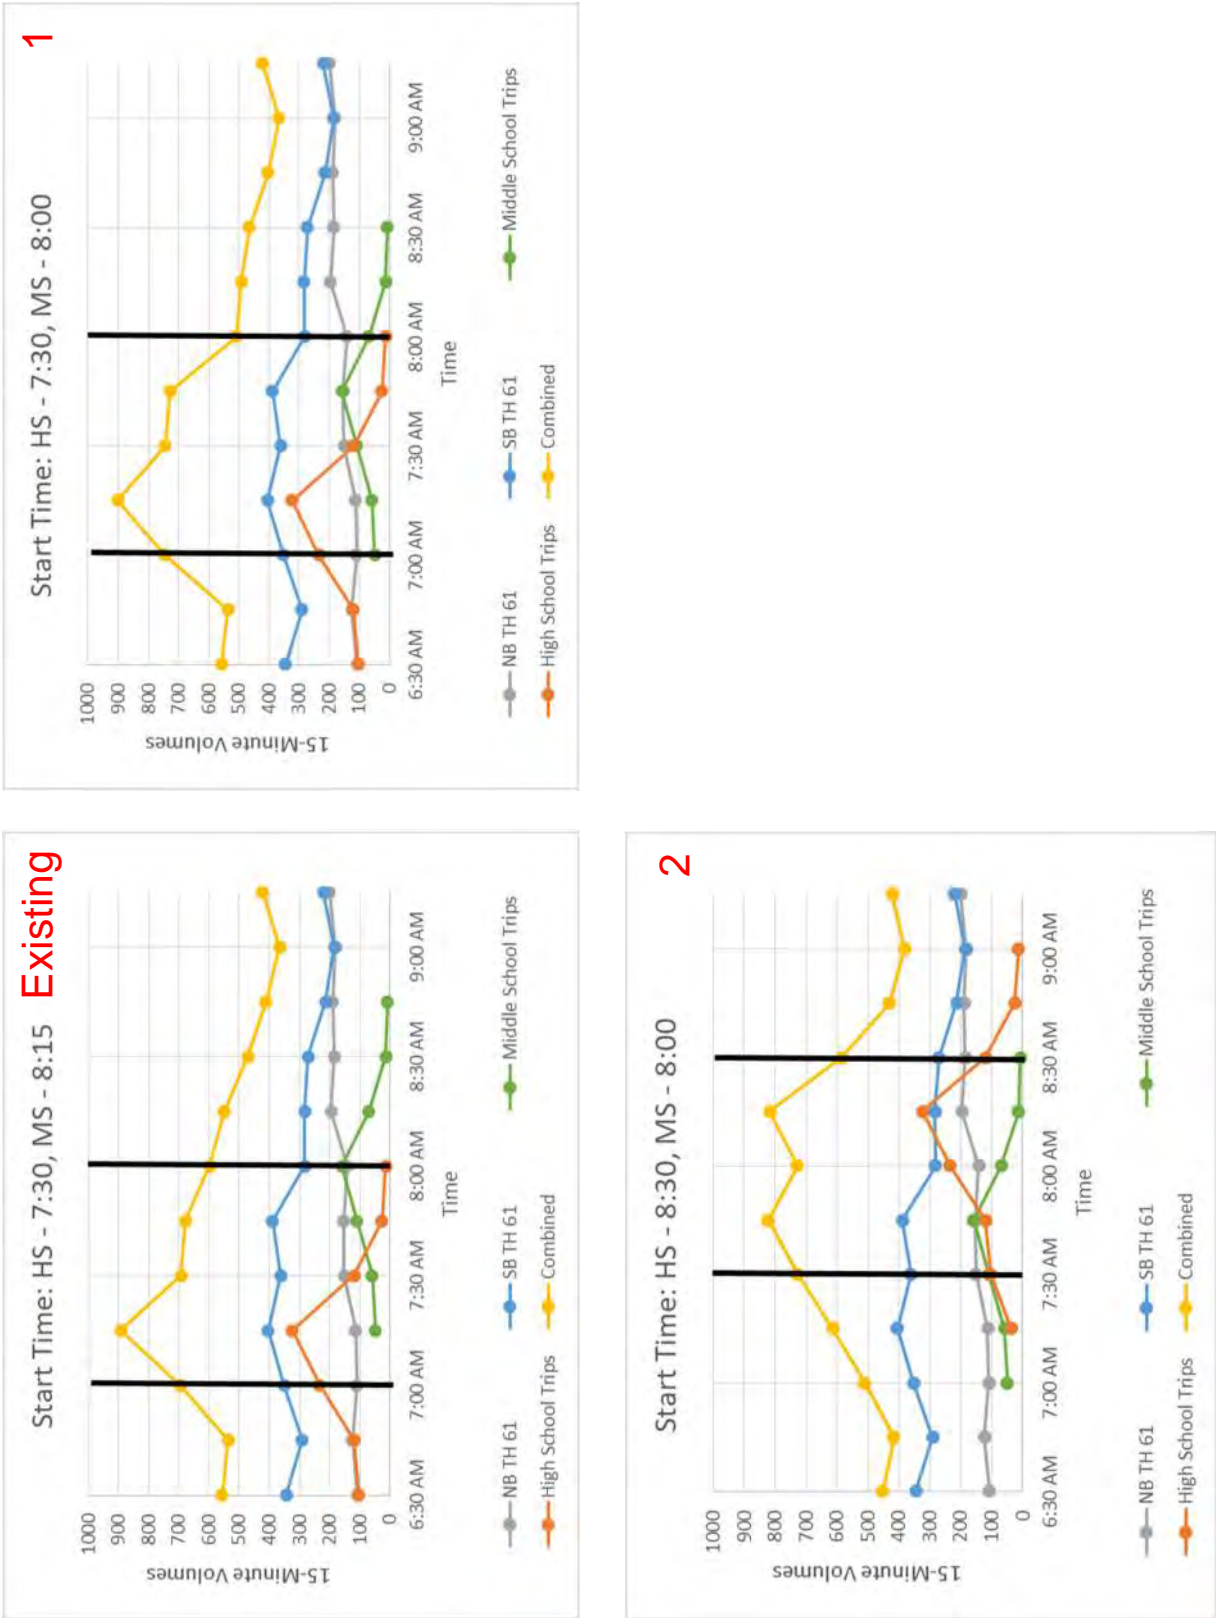 Start Time: HS - 7:30, MS - 8:15 Existing
1000
900
800
700
600
500
400
300
200
100
0
15-Minute Volumes
6:30 AM 7:00 AM 7:30 AM 8:00 AM 8:30 AM 9:00 AM
Time
NB TH 61 SB TH 61 Middle School Trips
High School Trips Combined
Start Time: HS - 7:30, MS - 8:00 1
1000
900
800
700
600
500
400
300
200
100
0
15-Minute Volumes
6:30 AM 7:00 AM 7:30 AM 8:00 AM 8:30 AM 9:00 AM
Time
NB TH 61 SB TH 61 Middle School Trips
High School Trips Combined
Start Time: HS - 8:30, MS - 8:00 2
1000
900
800
700
600
500
400
300
200
100
0
15-Minute Volumes
6:30 AM 7:00 AM 7:30 AM 8:00 AM 8:30 AM 9:00 AM
Time
NB TH 61 SB TH 61 Middle School Trips
High School Trips Combined